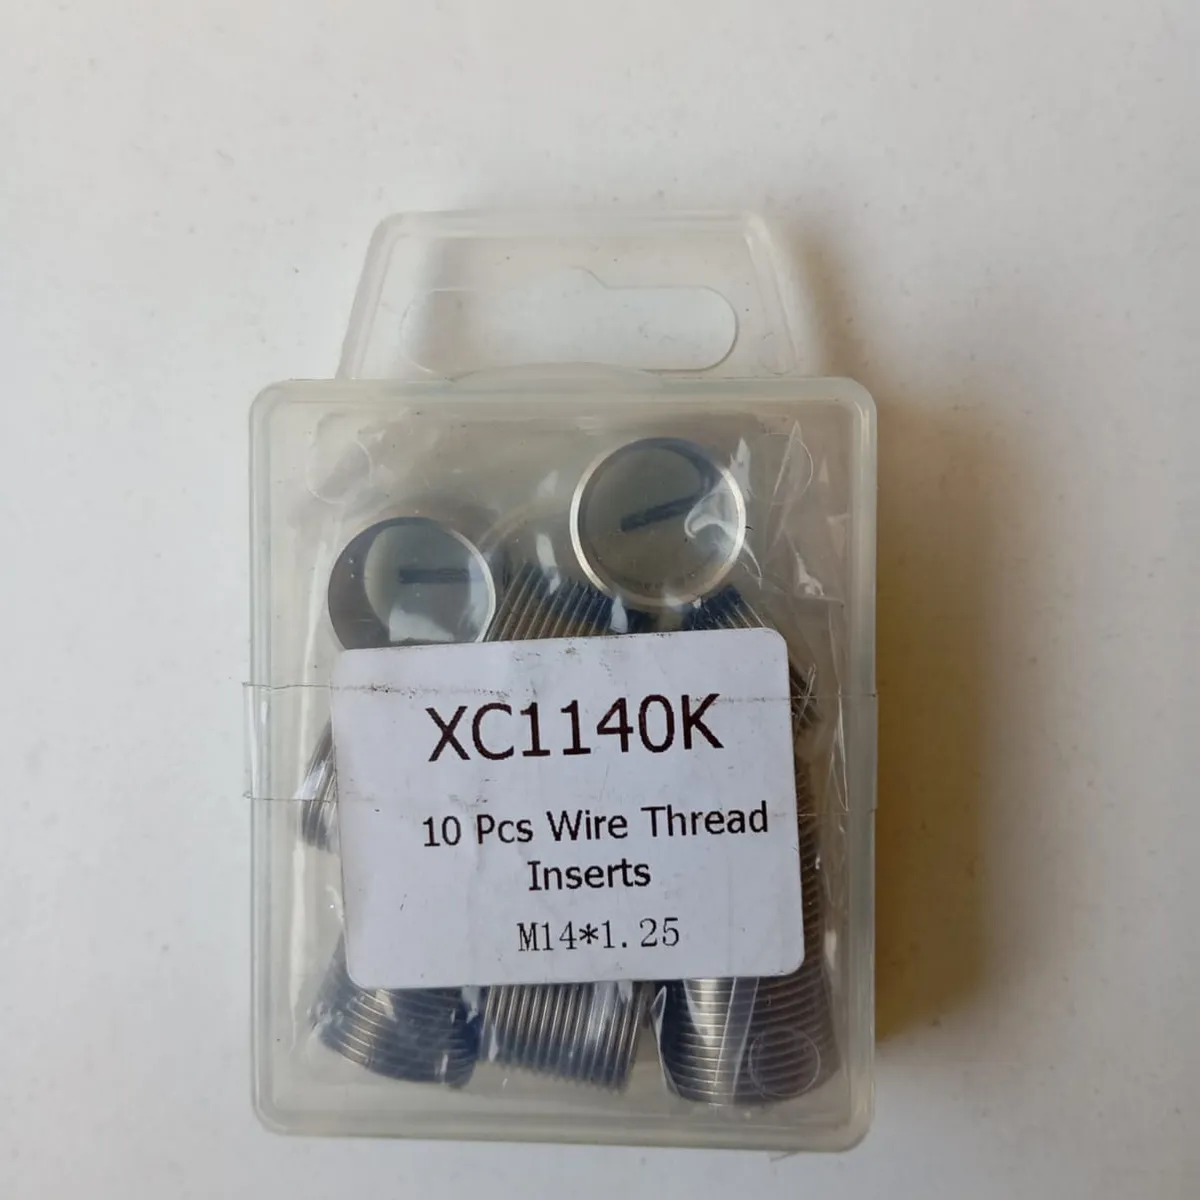 XC1140K
10 Pcs Wire Thread
Inserts
M14*1.25